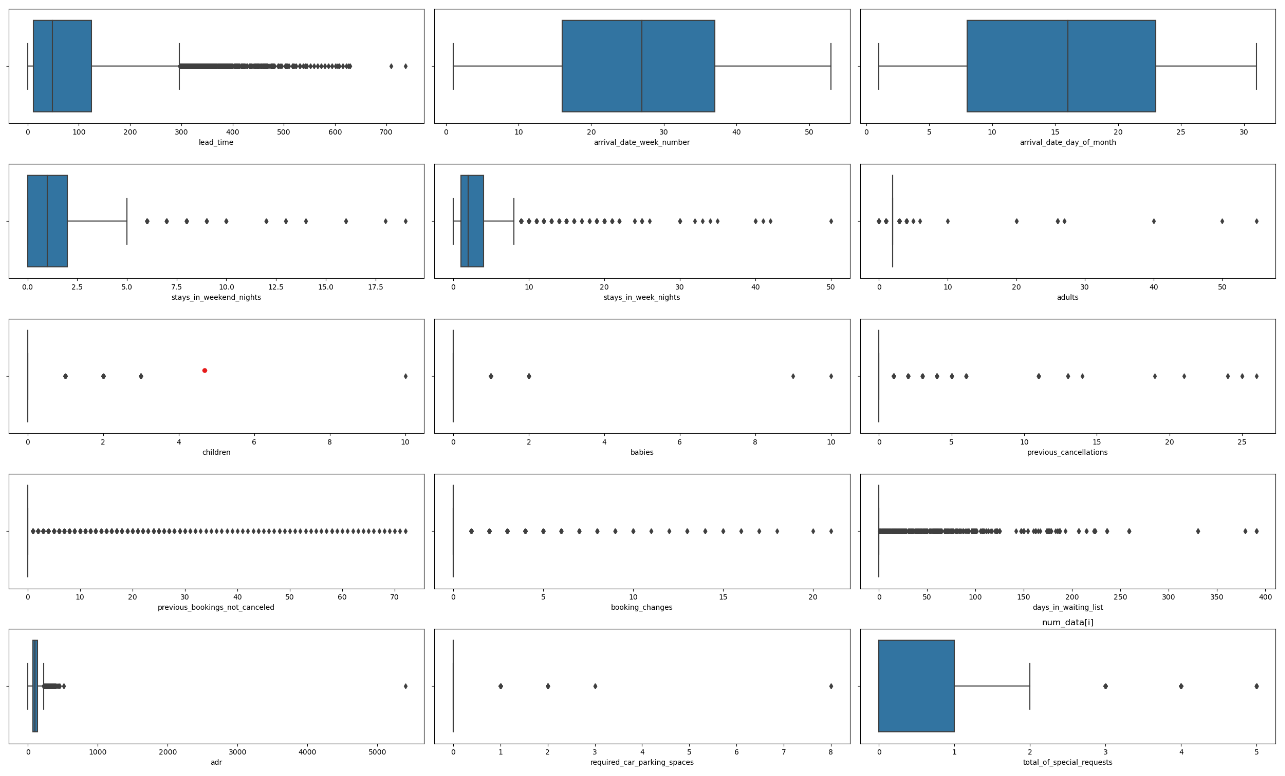 0 100 200 300 400 500 600 700
lead_time
0 10 20 30 40 50
arrival_date_week_number
0 5 10 15 20 25 30
arrival_date_day_of_month
0.0 2.5 5.0 7.5 10.0 12.5 15.0 17.5
stays_in_weekend_nights
0 10 20 30 40 50
stays_in_week_nights
0 10 20 30 40 50
adults
0 2 4 6 8 10
children
0 2 4 6 8 10
babies
0 5 10 15 20 25
previous_cancellations
0 10 20 30 40 50 60 70
previous_bookings_not_canceled
0 5 10 15 20
booking_changes
0 50 100 150 200 250 300 350 400
days_in_waiting_list
0 1000 2000 3000 4000 5000
adr
0 1 2 3 4 5 6 7 8
required_car_parking_spaces
num_data[i]
0 1 2 3 4 5
total_of_special_requests